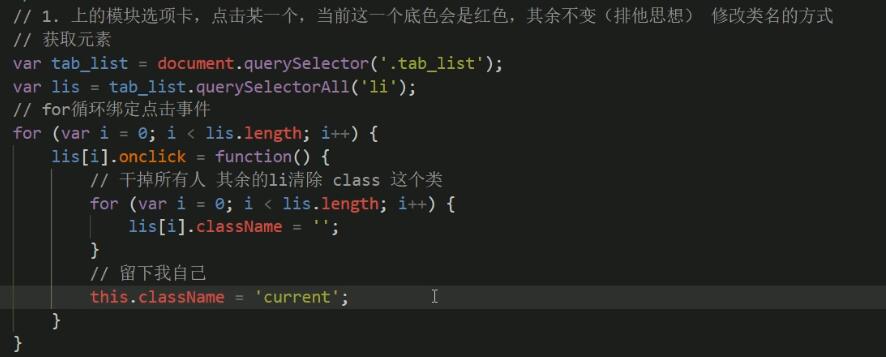 // 1. 上的模块选项卡，点击某一个，当前这一个底色会是红色，其余不变（排他思想） 修改类名的方式
// 获取元素
var tab_list = document.querySelector('.tab_list');
var lis = tab_list.querySelectorAll('li');
// for循环绑定点击事件
for (var i = 0; i < lis.length; i++) {
    lis[i].onclick = function() {
        // 干掉所有人 其余的li清除 class 这个类
        for (var i = 0; i < lis.length; i++) {
            lis[i].className = '';
        }
        // 留下我自己
        this.className = 'current';
    }
}